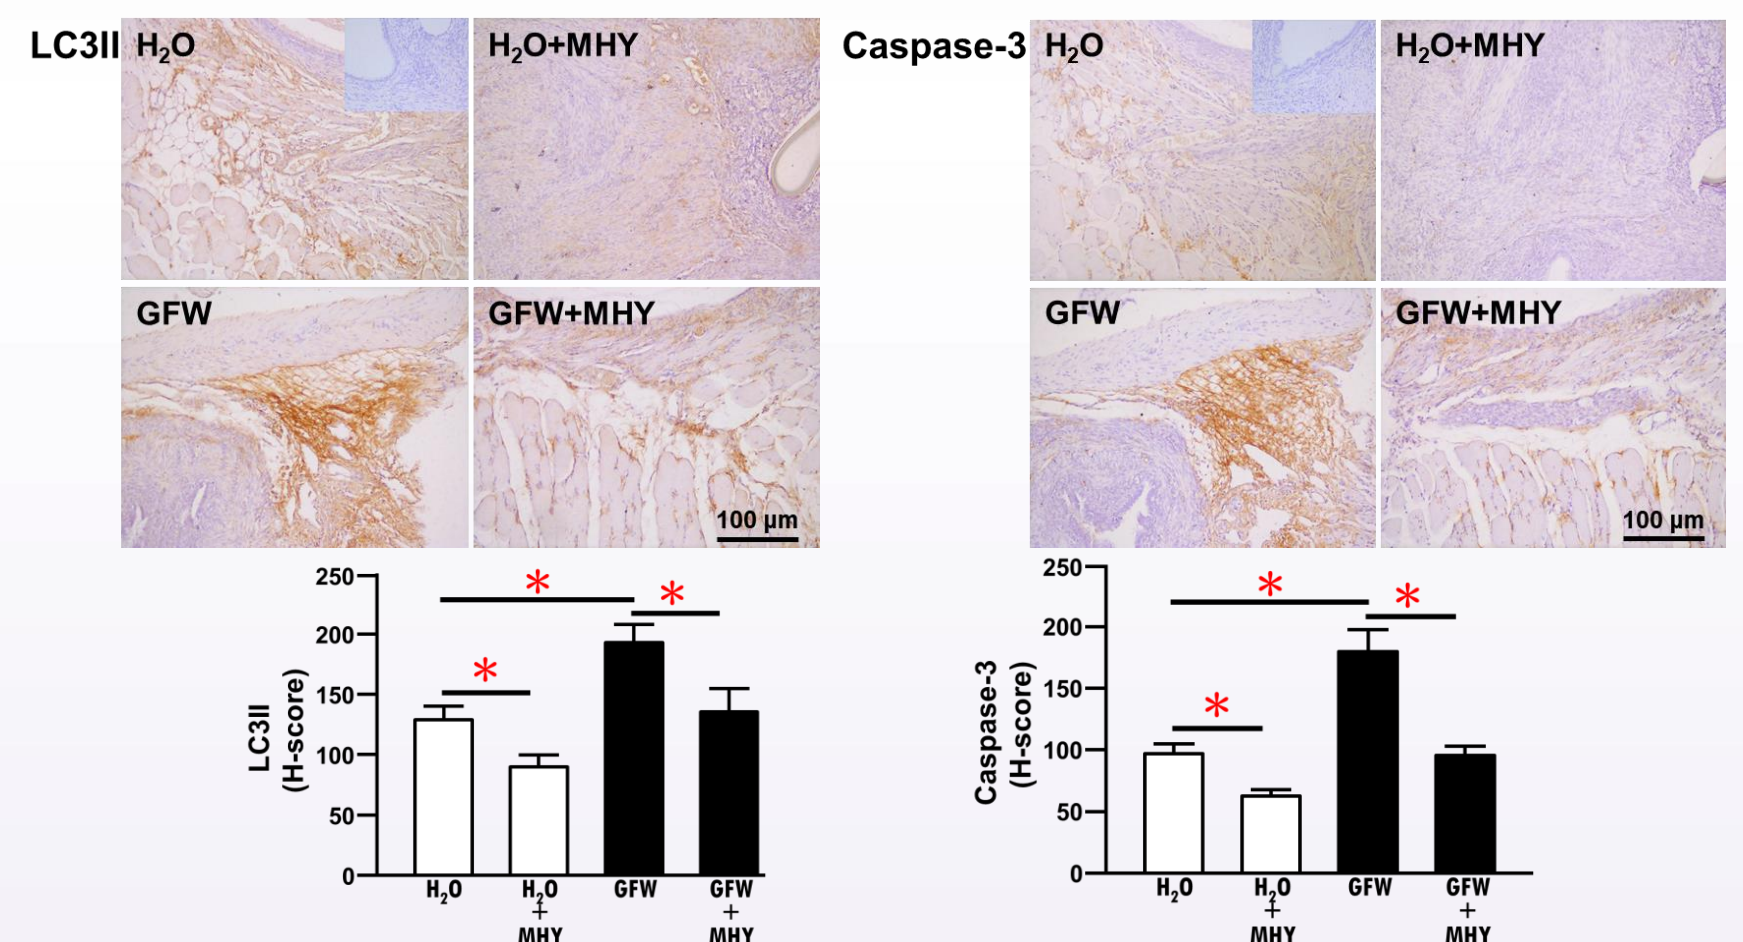 LC3II
H₂O
H₂O+MHY
GFW
GFW+MHY
100 µm
Caspase-3
H₂O
H₂O+MHY
GFW
GFW+MHY
100 µm
LC3II
(H-score)
250
200
150
100
50
0
*
*
*
H₂O
H₂O
+
MHY
GFW
GFW
+
MHY
Caspase-3
(H-score)
250
200
150
100
50
0
*
*
*
H₂O
H₂O
+
MHY
GFW
GFW
+
MHY